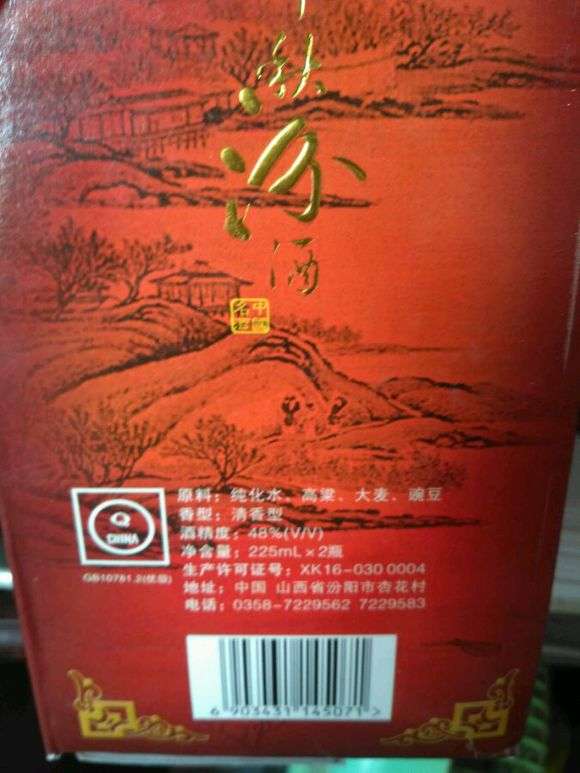 汾
酒
中国
名酒
Q
CHINA
GB10781.2(优级)
原料：纯化水、高粱、大麦、豌豆
香型：清香型
酒精度：48%(V/V)
净含量：225mL×2瓶
生产许可证号：XK16-030 0004
地址：中国 山西省汾阳市杏花村
电话：0358-7229562 7229583
6 903431 145071 >